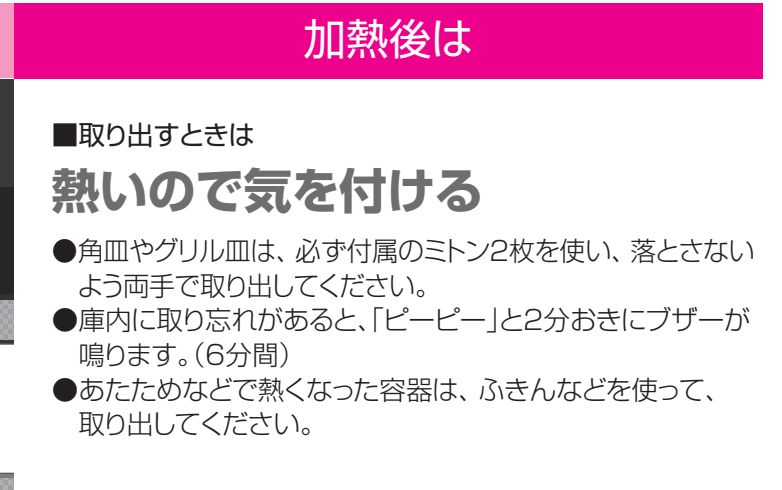 加熱後は
■取り出すときは
熱いので気を付ける
●角皿やグリル皿は、必ず付属のミトン2枚を使い、落とさない
よう両手で取り出してください。
●庫内に取り忘れがあると、「ピーピー」と2分おきにブザーが
鳴ります。(6分間)
●あたためなどで熱くなった容器は、ふきんなどを使って、
取り出してください。